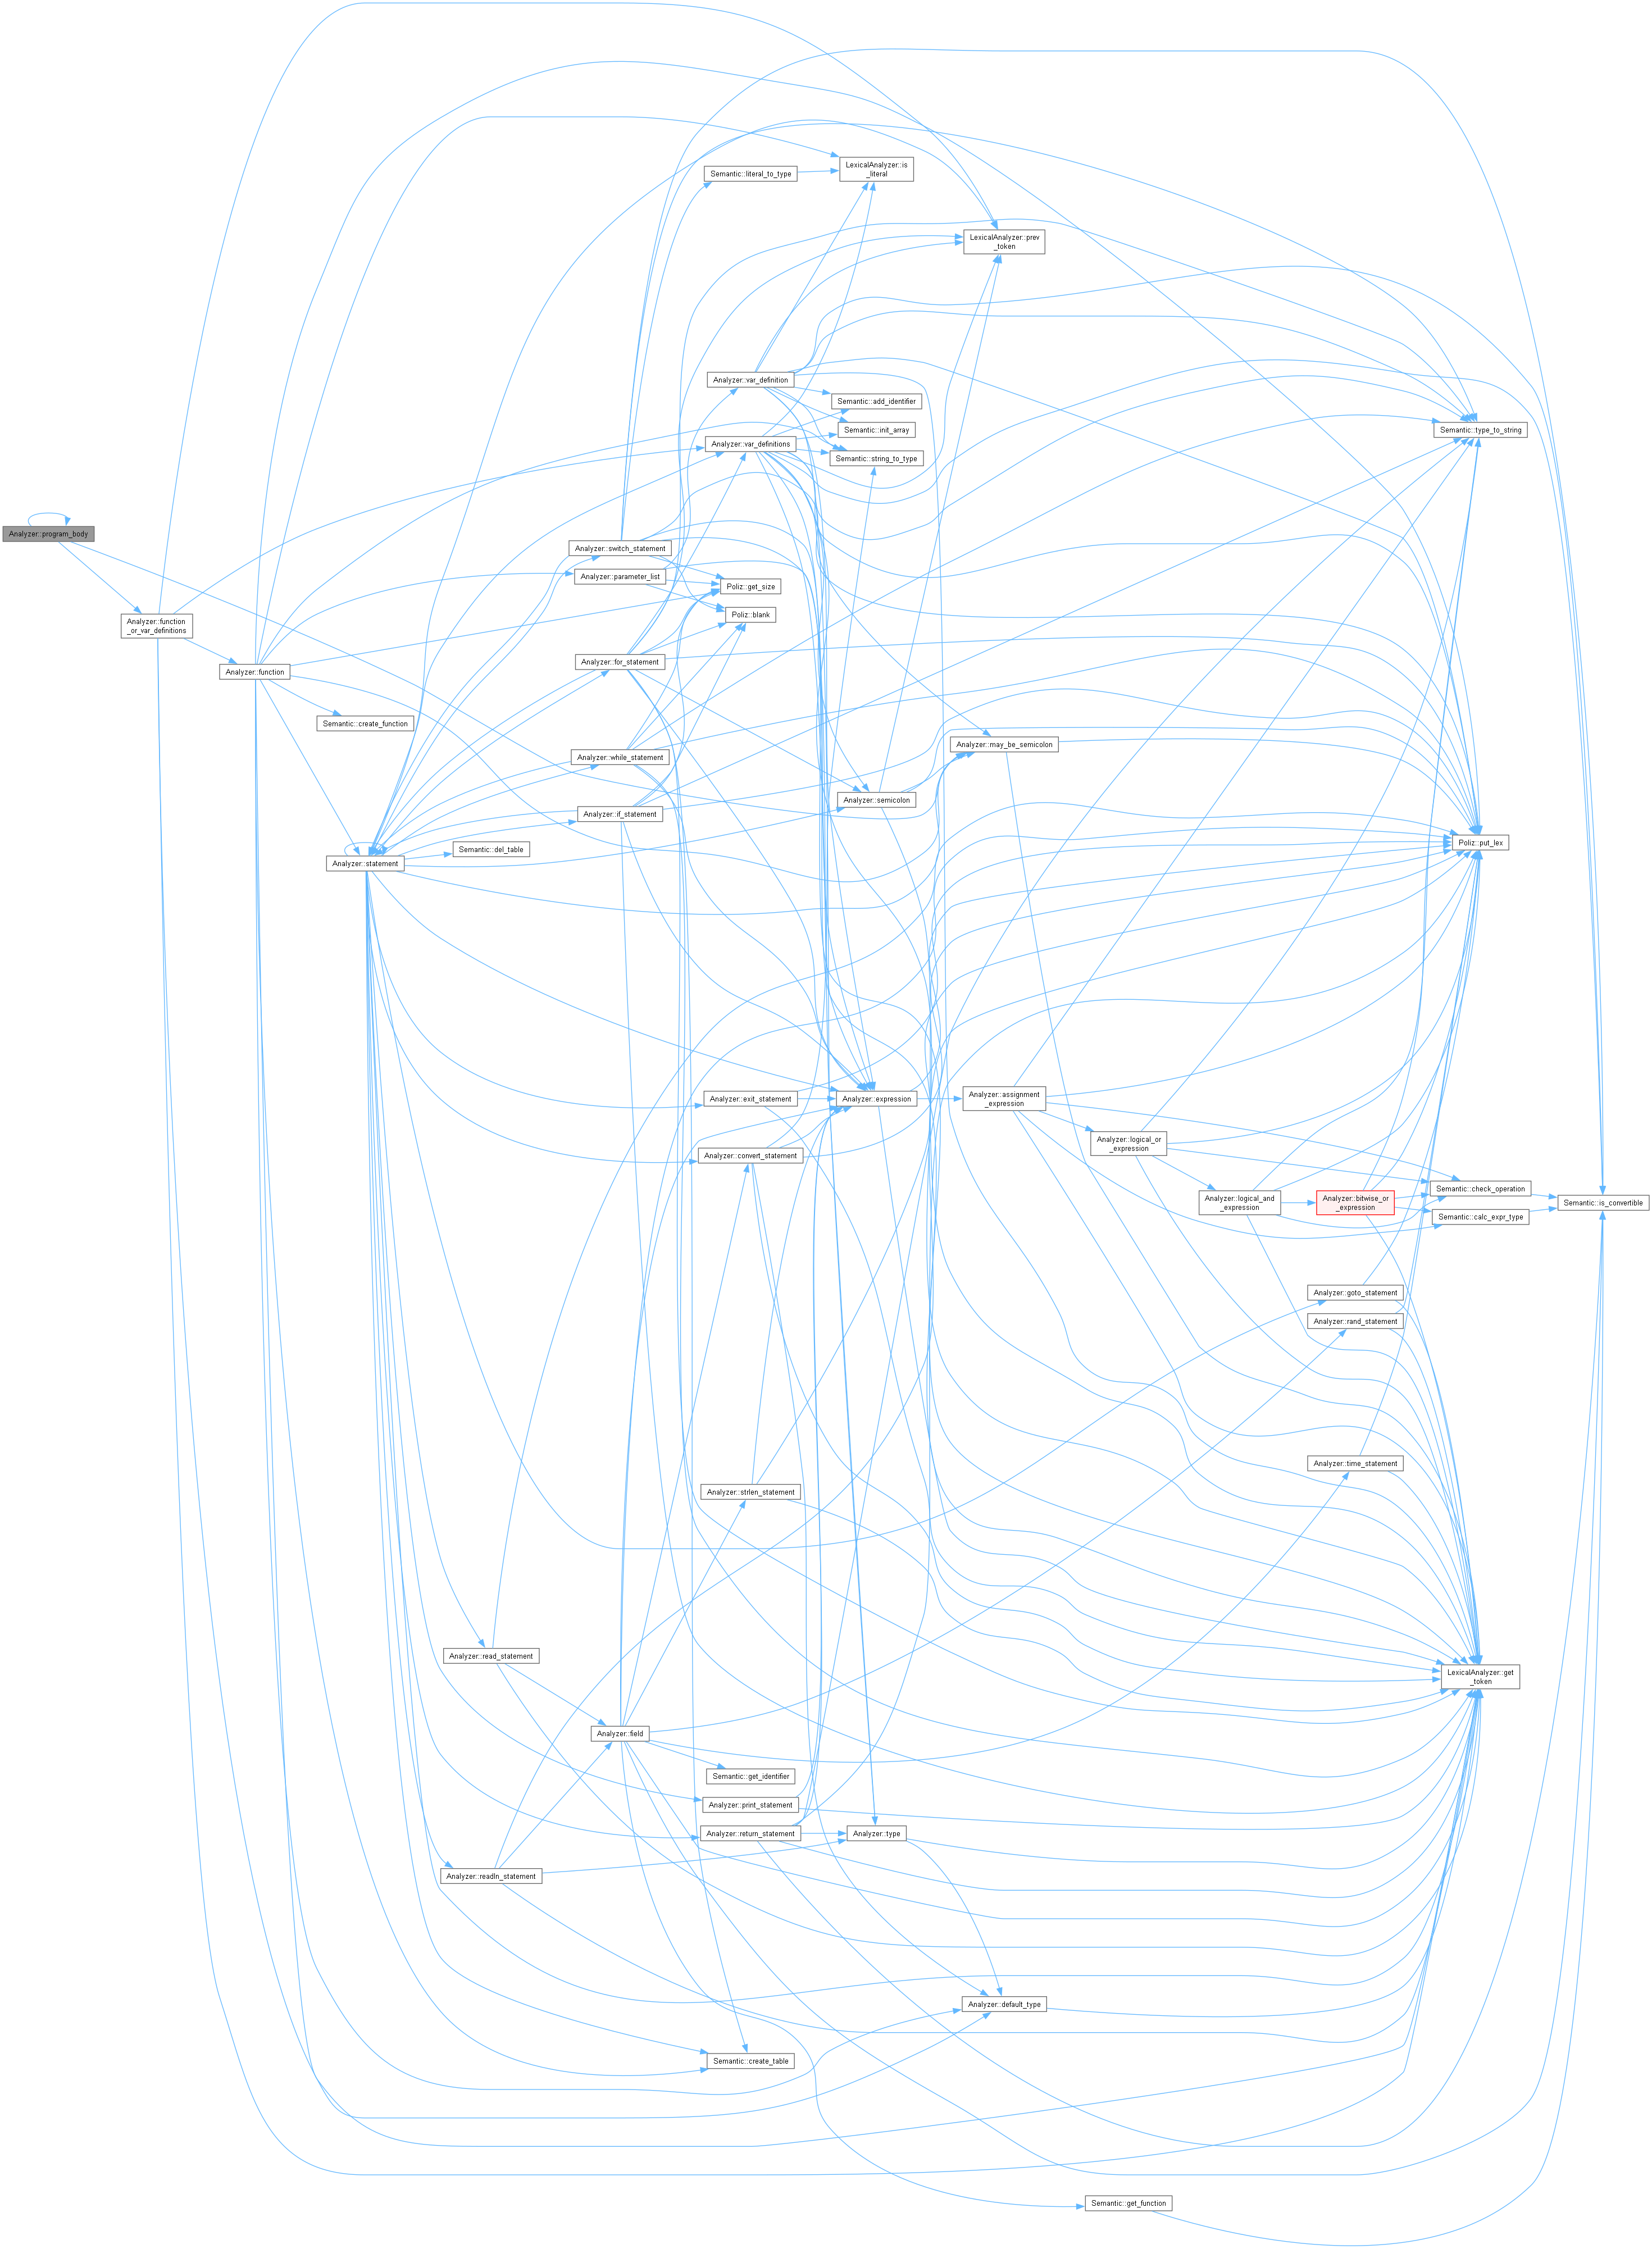 LexicalAnalyzer::is
_literal
Semantic::literal_to_type
LexicalAnalyzer::prev
_token
Analyzer::var_definition
Semantic::add_identifier
Semantic::init_array
Semantic::type_to_string
Analyzer::var_definitions
Semantic::string_to_type
Analyzer::program_body
Analyzer::switch_statement
Analyzer::parameter_list
Poliz::get_size
Poliz::blank
Analyzer::function
_or_var_definitions
Analyzer::for_statement
Analyzer::function
Semantic::create_function
Analyzer::may_be_semicolon
Analyzer::while_statement
Analyzer::semicolon
Analyzer::if_statement
Poliz::put_lex
Semantic::del_table
Analyzer::statement
Analyzer::exit_statement
Analyzer::expression
Analyzer::assignment
_expression
Analyzer::logical_or
_expression
Analyzer::convert_statement
Semantic::check_operation
Analyzer::logical_and
_expression
Analyzer::bitwise_or
_expression
Semantic::is_convertible
Semantic::calc_expr_type
Analyzer::goto_statement
Analyzer::rand_statement
Analyzer::time_statement
Analyzer::strlen_statement
Analyzer::read_statement
LexicalAnalyzer::get
_token
Analyzer::field
Semantic::get_identifier
Analyzer::print_statement
Analyzer::return_statement
Analyzer::type
Analyzer::readln_statement
Analyzer::default_type
Semantic::create_table
Semantic::get_function